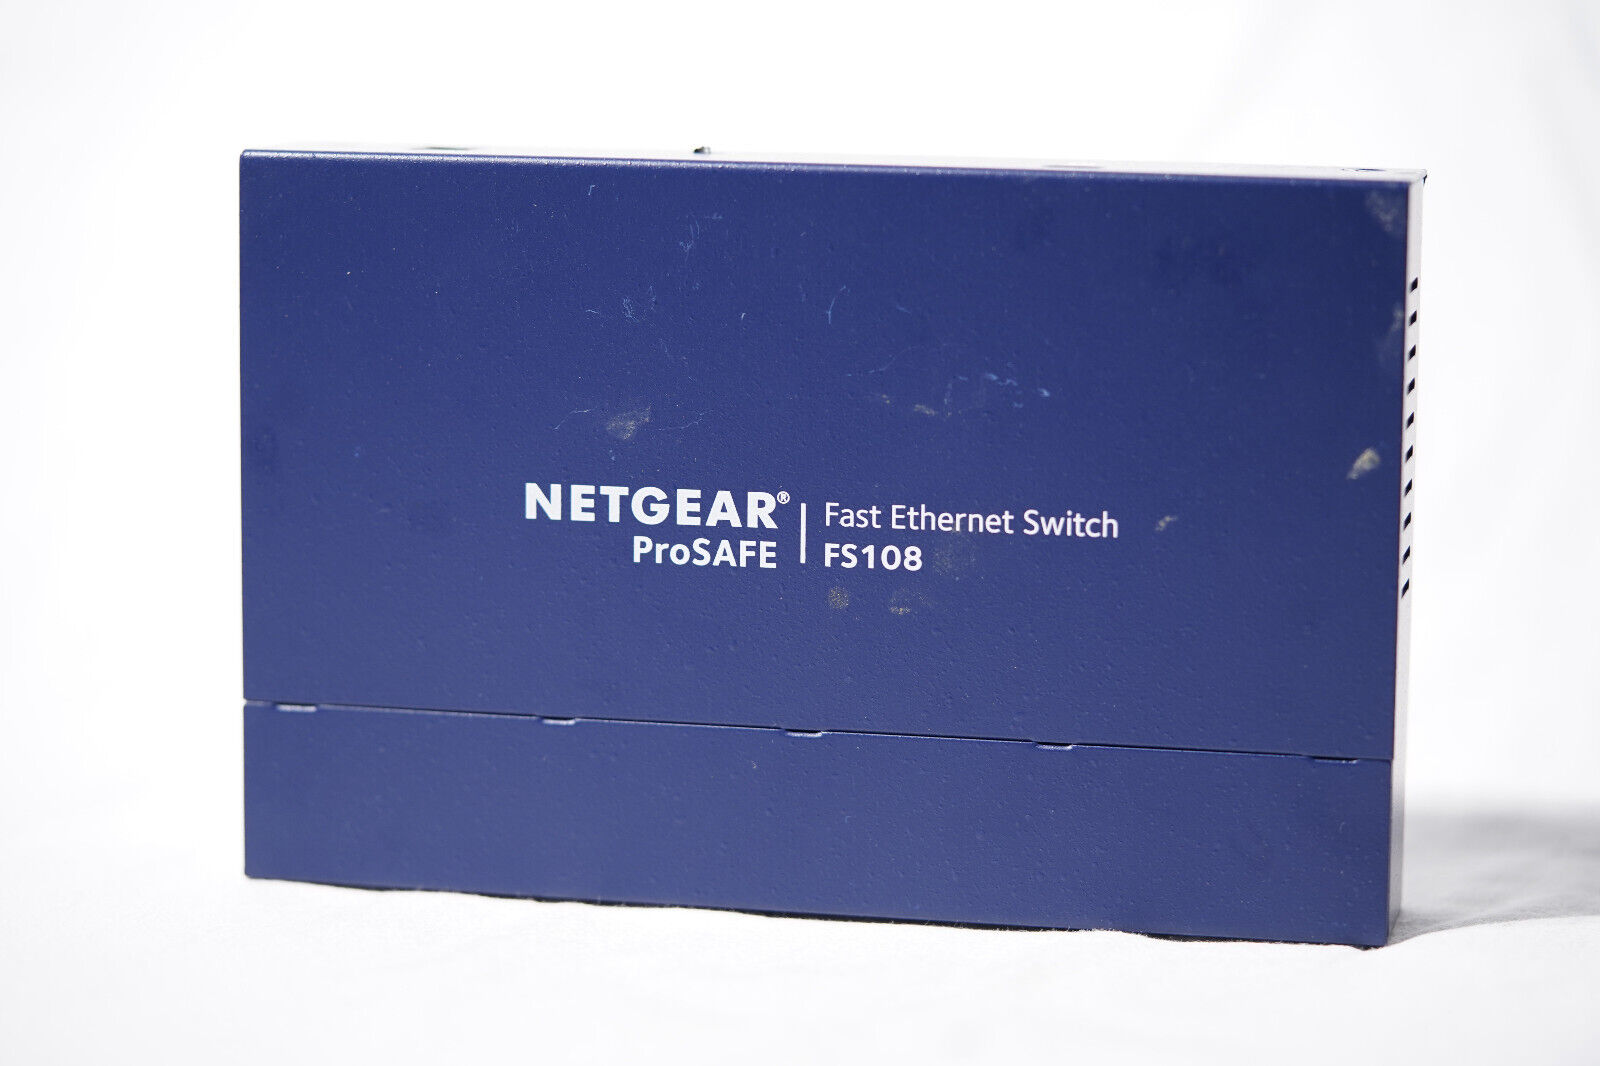 NETGEAR® | Fast Ethernet Switch
ProSAFE | FS108